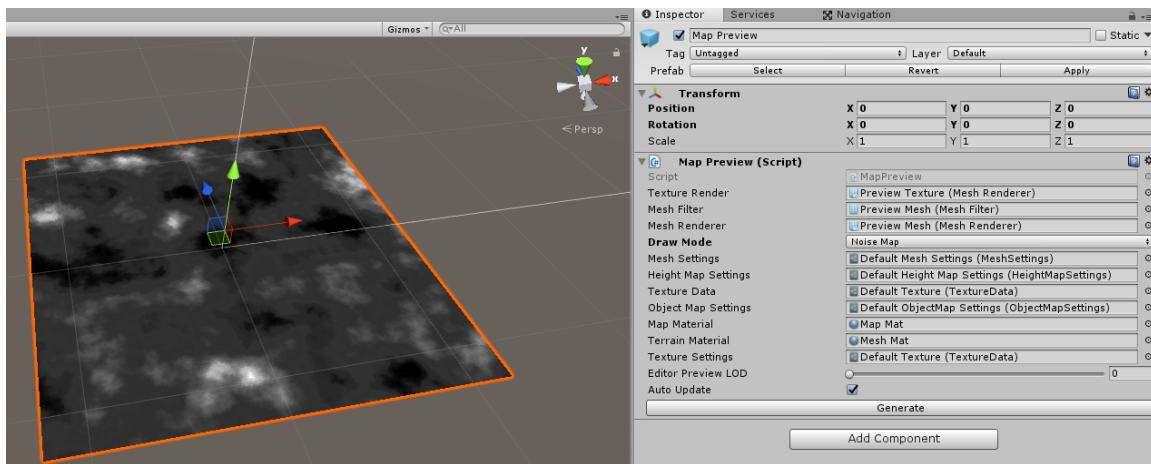 Gizmos
All
y
x
Persp
Inspector Services Navigation
Map Preview Static
Tag Untagged Layer Default
Prefab Select Revert Apply
Transform
Position X 0 Y 0 Z 0
Rotation X 0 Y 0 Z 0
Scale X 1 Y 1 Z 1
Map Preview (Script)
Script MapPreview
Texture Render Preview Texture (Mesh Renderer)
Mesh Filter Preview Mesh (Mesh Filter)
Mesh Renderer Preview Mesh (Mesh Renderer)
Draw Mode Noise Map
Mesh Settings Default Mesh Settings (MeshSettings)
Height Map Settings Default Height Map Settings (HeightMapSettings)
Texture Data Default Texture (TextureData)
Object Map Settings Default ObjectMap Settings (ObjectMapSettings)
Map Material Map Mat
Terrain Material Mesh Mat
Texture Settings Default Texture (TextureData)
Editor Preview LOD 0
Auto Update
Generate
Add Component